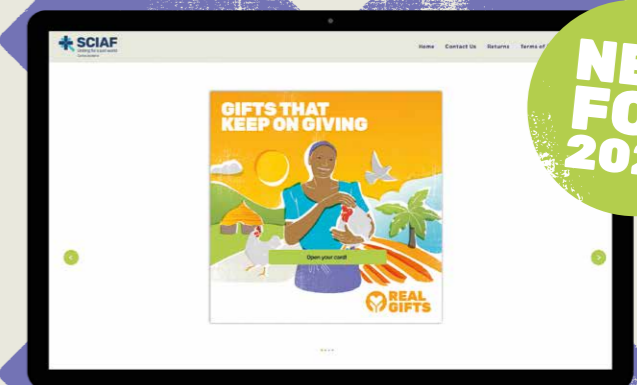 SCIAF
Home Contact Us Returns Terms of
GIFTS THAT
KEEP ON GIVING
Open your card!
REAL
GIFTS
NE
FO
202